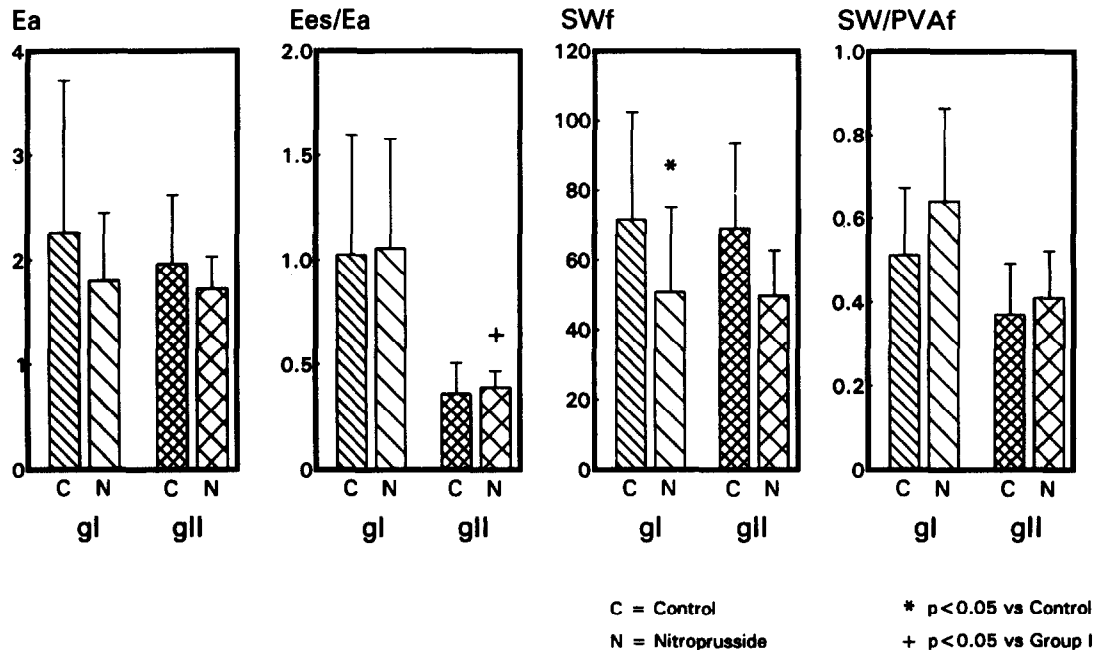 Ea
4
3
2
1
0
C N C N
gI gII
Ees/Ea
2.0
1.5
1.0
0.5
0
+
C N C N
gI gII
SWf
120
100
80
60
40
20
0
*
C N C N
gI gII
SW/PVAf
1.0
0.8
0.6
0.4
0.2
0
C N C N
gI gII
C = Control
N = Nitroprusside
* p<0.05 vs Control
+ p<0.05 vs Group I